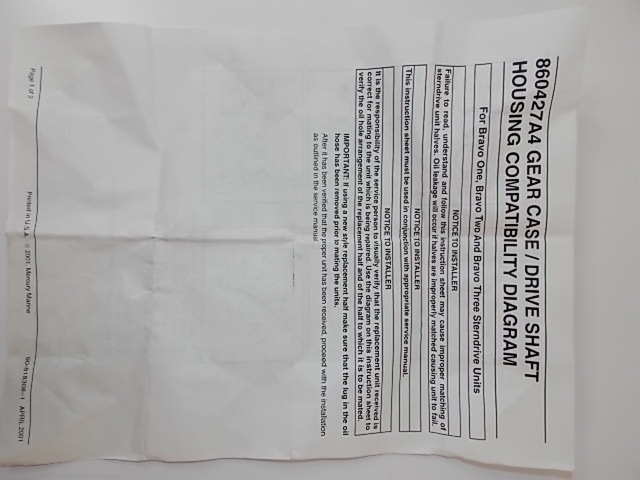 860427A4 GEAR CASE / DRIVE SHAFT
HOUSING COMPATIBILITY DIAGRAM
For Bravo One, Bravo Two And Bravo Three Sterndrive Units
NOTICE TO INSTALLER
Failure to read, understand and follow this instruction sheet may cause improper matching of
sterndrive unit halves. Oil leakage will occur if halves are improperly matched causing unit to fail.
NOTICE TO INSTALLER
This instruction sheet must be used in conjunction with appropriate service manual.
NOTICE TO INSTALLER
It is the responsibility of the service person to visually verify that the replacement unit received is
correct for mating to the unit which is being repaired. Use the diagram on this instruction sheet to
verify the oil hole arrangement of the replacement half and of the half to which it is to be mated.
IMPORTANT: If using a new style replacement half make sure that the lug in the oil
hose has been removed prior to mating the units.
After it has been verified that the proper unit has been received, proceed with the installation
as outlined in the service manual.
Page 1 of 3
Printed in U.S.A. © 2001, Mercury Marine
APRIL 2001